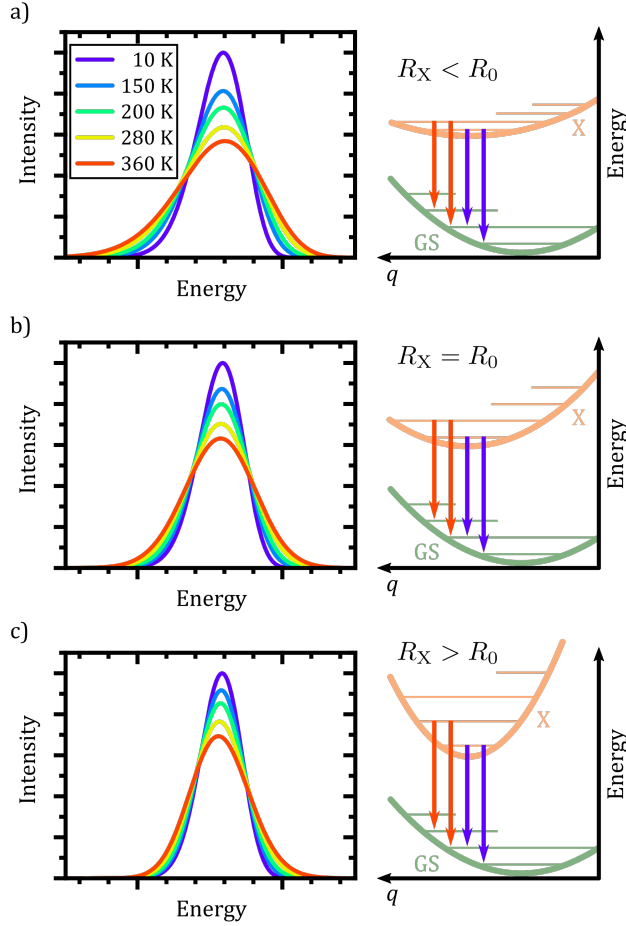 a)
Intensity
10 K
150 K
200 K
280 K
360 K
Energy
R_X < R_0
X
GS
q
Energy
b)
Intensity
Energy
R_X = R_0
X
GS
q
Energy
c)
Intensity
Energy
R_X > R_0
X
GS
q
Energy